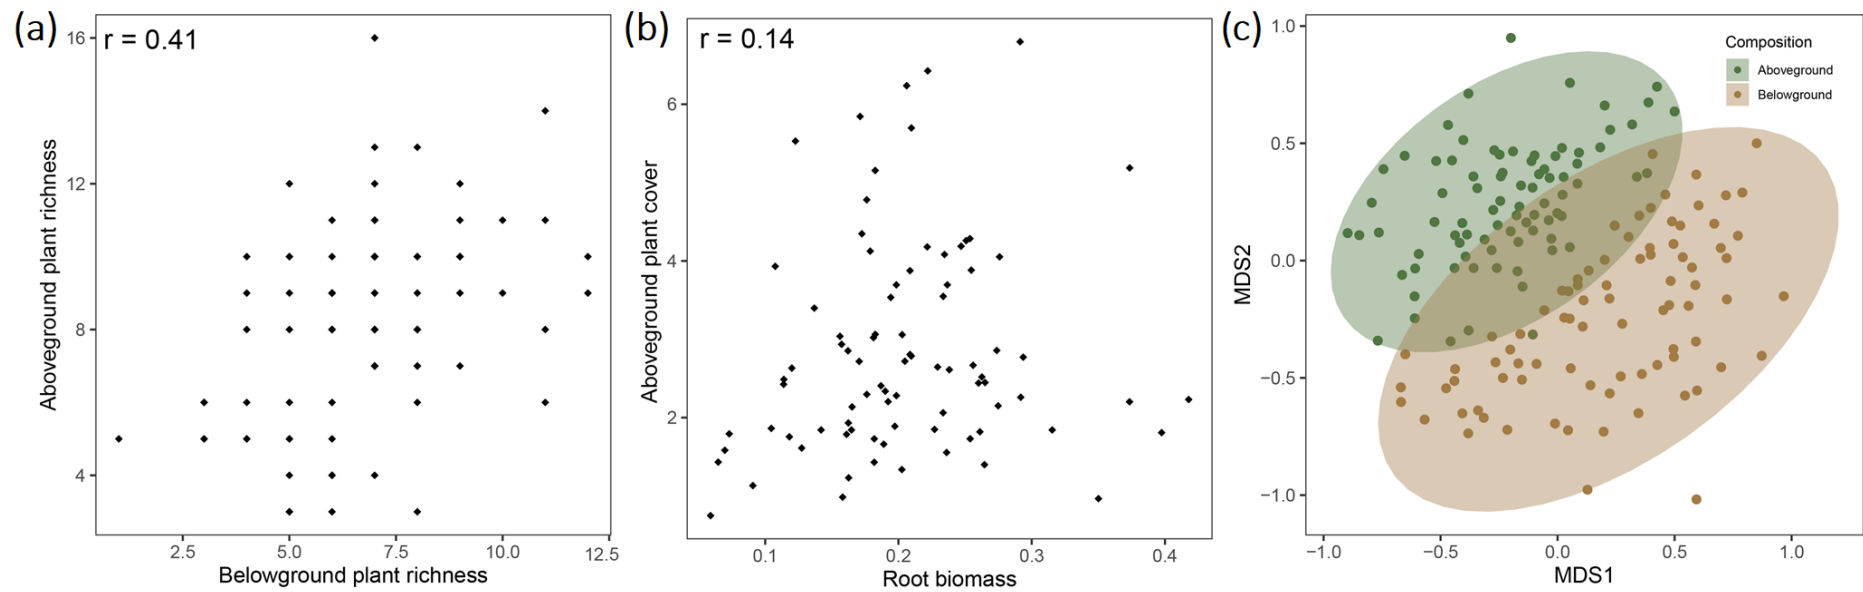 (a)
r = 0.41
16
12
8
4
Aboveground plant richness
2.5 5.0 7.5 10.0 12.5
Belowground plant richness
(b)
r = 0.14
6
4
2
Aboveground plant cover
0.1 0.2 0.3 0.4
Root biomass
(c)
Composition
Aboveground
Belowground
1.0
0.5
0.0
−0.5
−1.0
MDS2
−1.0 −0.5 0.0 0.5 1.0
MDS1